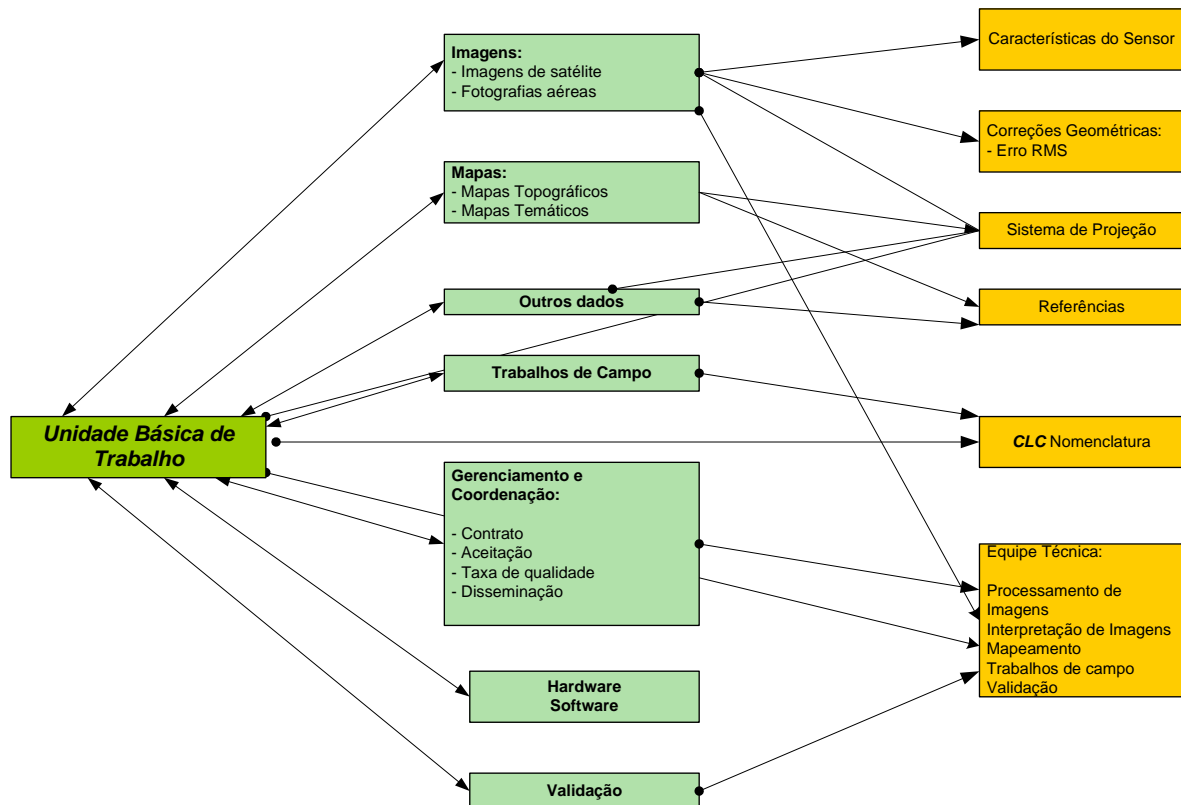 Imagens:
- Imagens de satélite
- Fotografias aéreas
Mapas:
- Mapas Topográficos
- Mapas Temáticos
Outros dados
Trabalhos de Campo
Unidade Básica de
Trabalho
Gerenciamento e
Coordenação:
- Contrato
- Aceitação
- Taxa de qualidade
- Disseminação
Hardware
Software
Validação
Características do Sensor
Correções Geométricas:
- Erro RMS
Sistema de Projeção
Referências
CLC Nomenclatura
Equipe Técnica:
Processamento de
Imagens
Interpretação de Imagens
Mapeamento
Trabalhos de campo
Validação